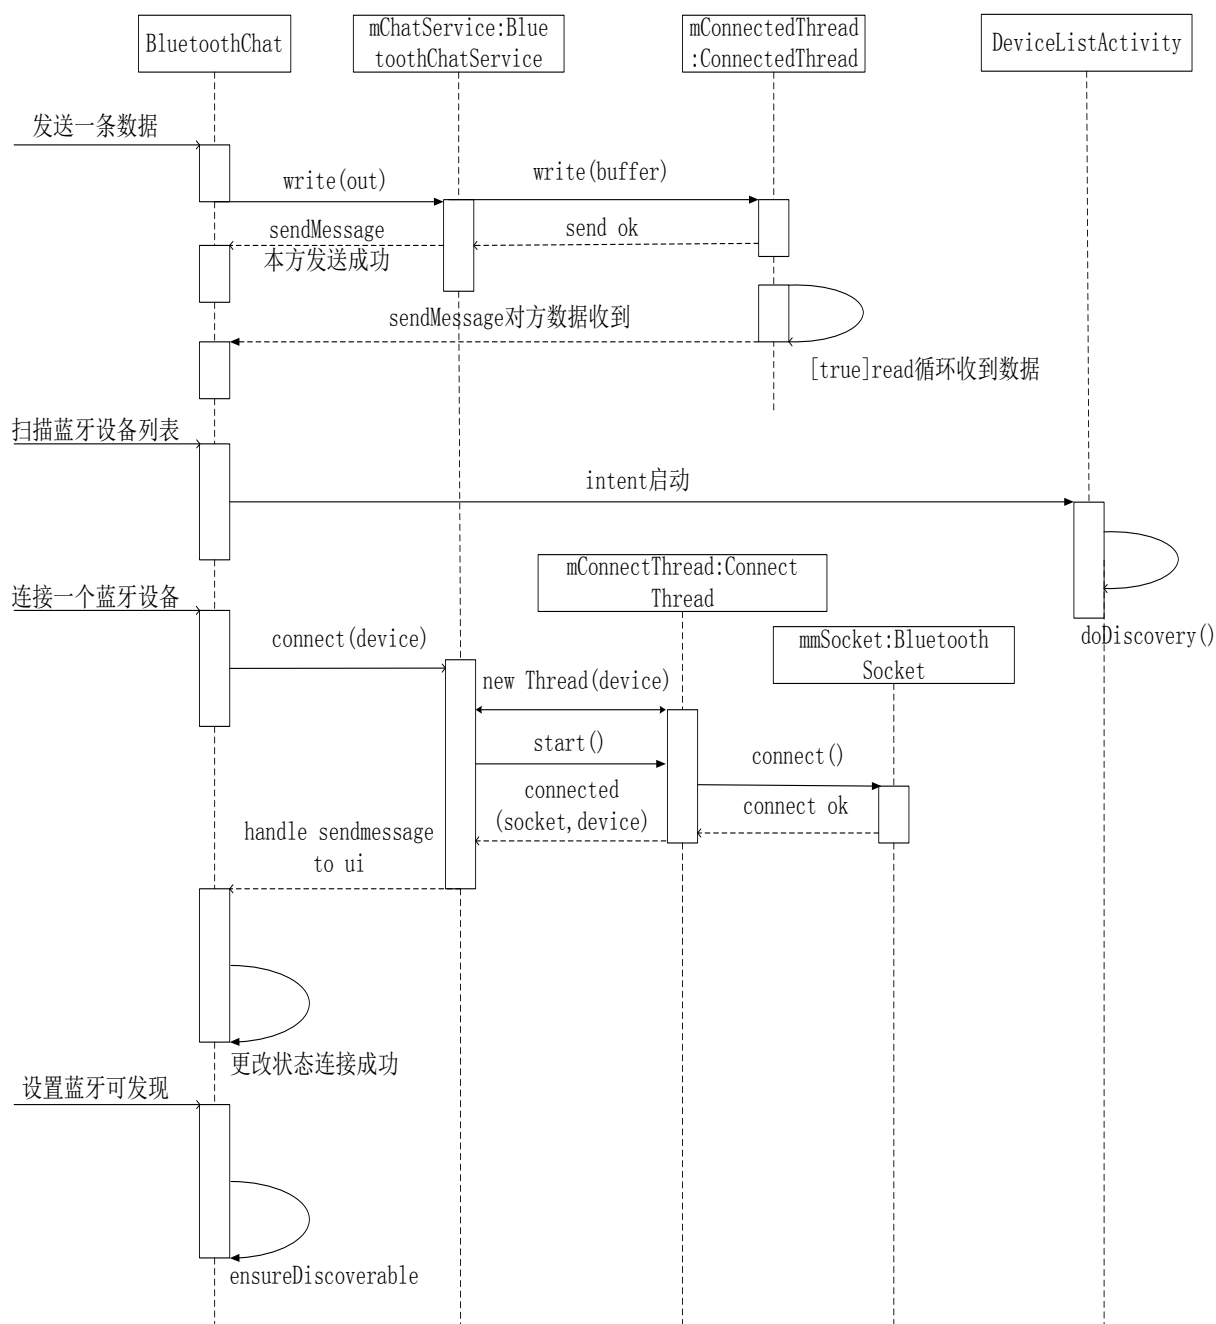 BluetoothChat
mChatService:Blue
toothChatService
mConnectedThread
:ConnectedThread
DeviceListActivity
发送一条数据
write(out)
write(buffer)
sendMessage
本方发送成功
send ok
sendMessage对方数据收到
[true]read循环收到数据
扫描蓝牙设备列表
intent启动
doDiscovery()
连接一个蓝牙设备
mConnectThread:Connect
Thread
mmSocket:Bluetooth
Socket
connect(device)
new Thread(device)
start()
connect()
connected
(socket,device)
connect ok
handle sendmessage
to ui
更改状态连接成功
设置蓝牙可发现
ensureDiscoverable